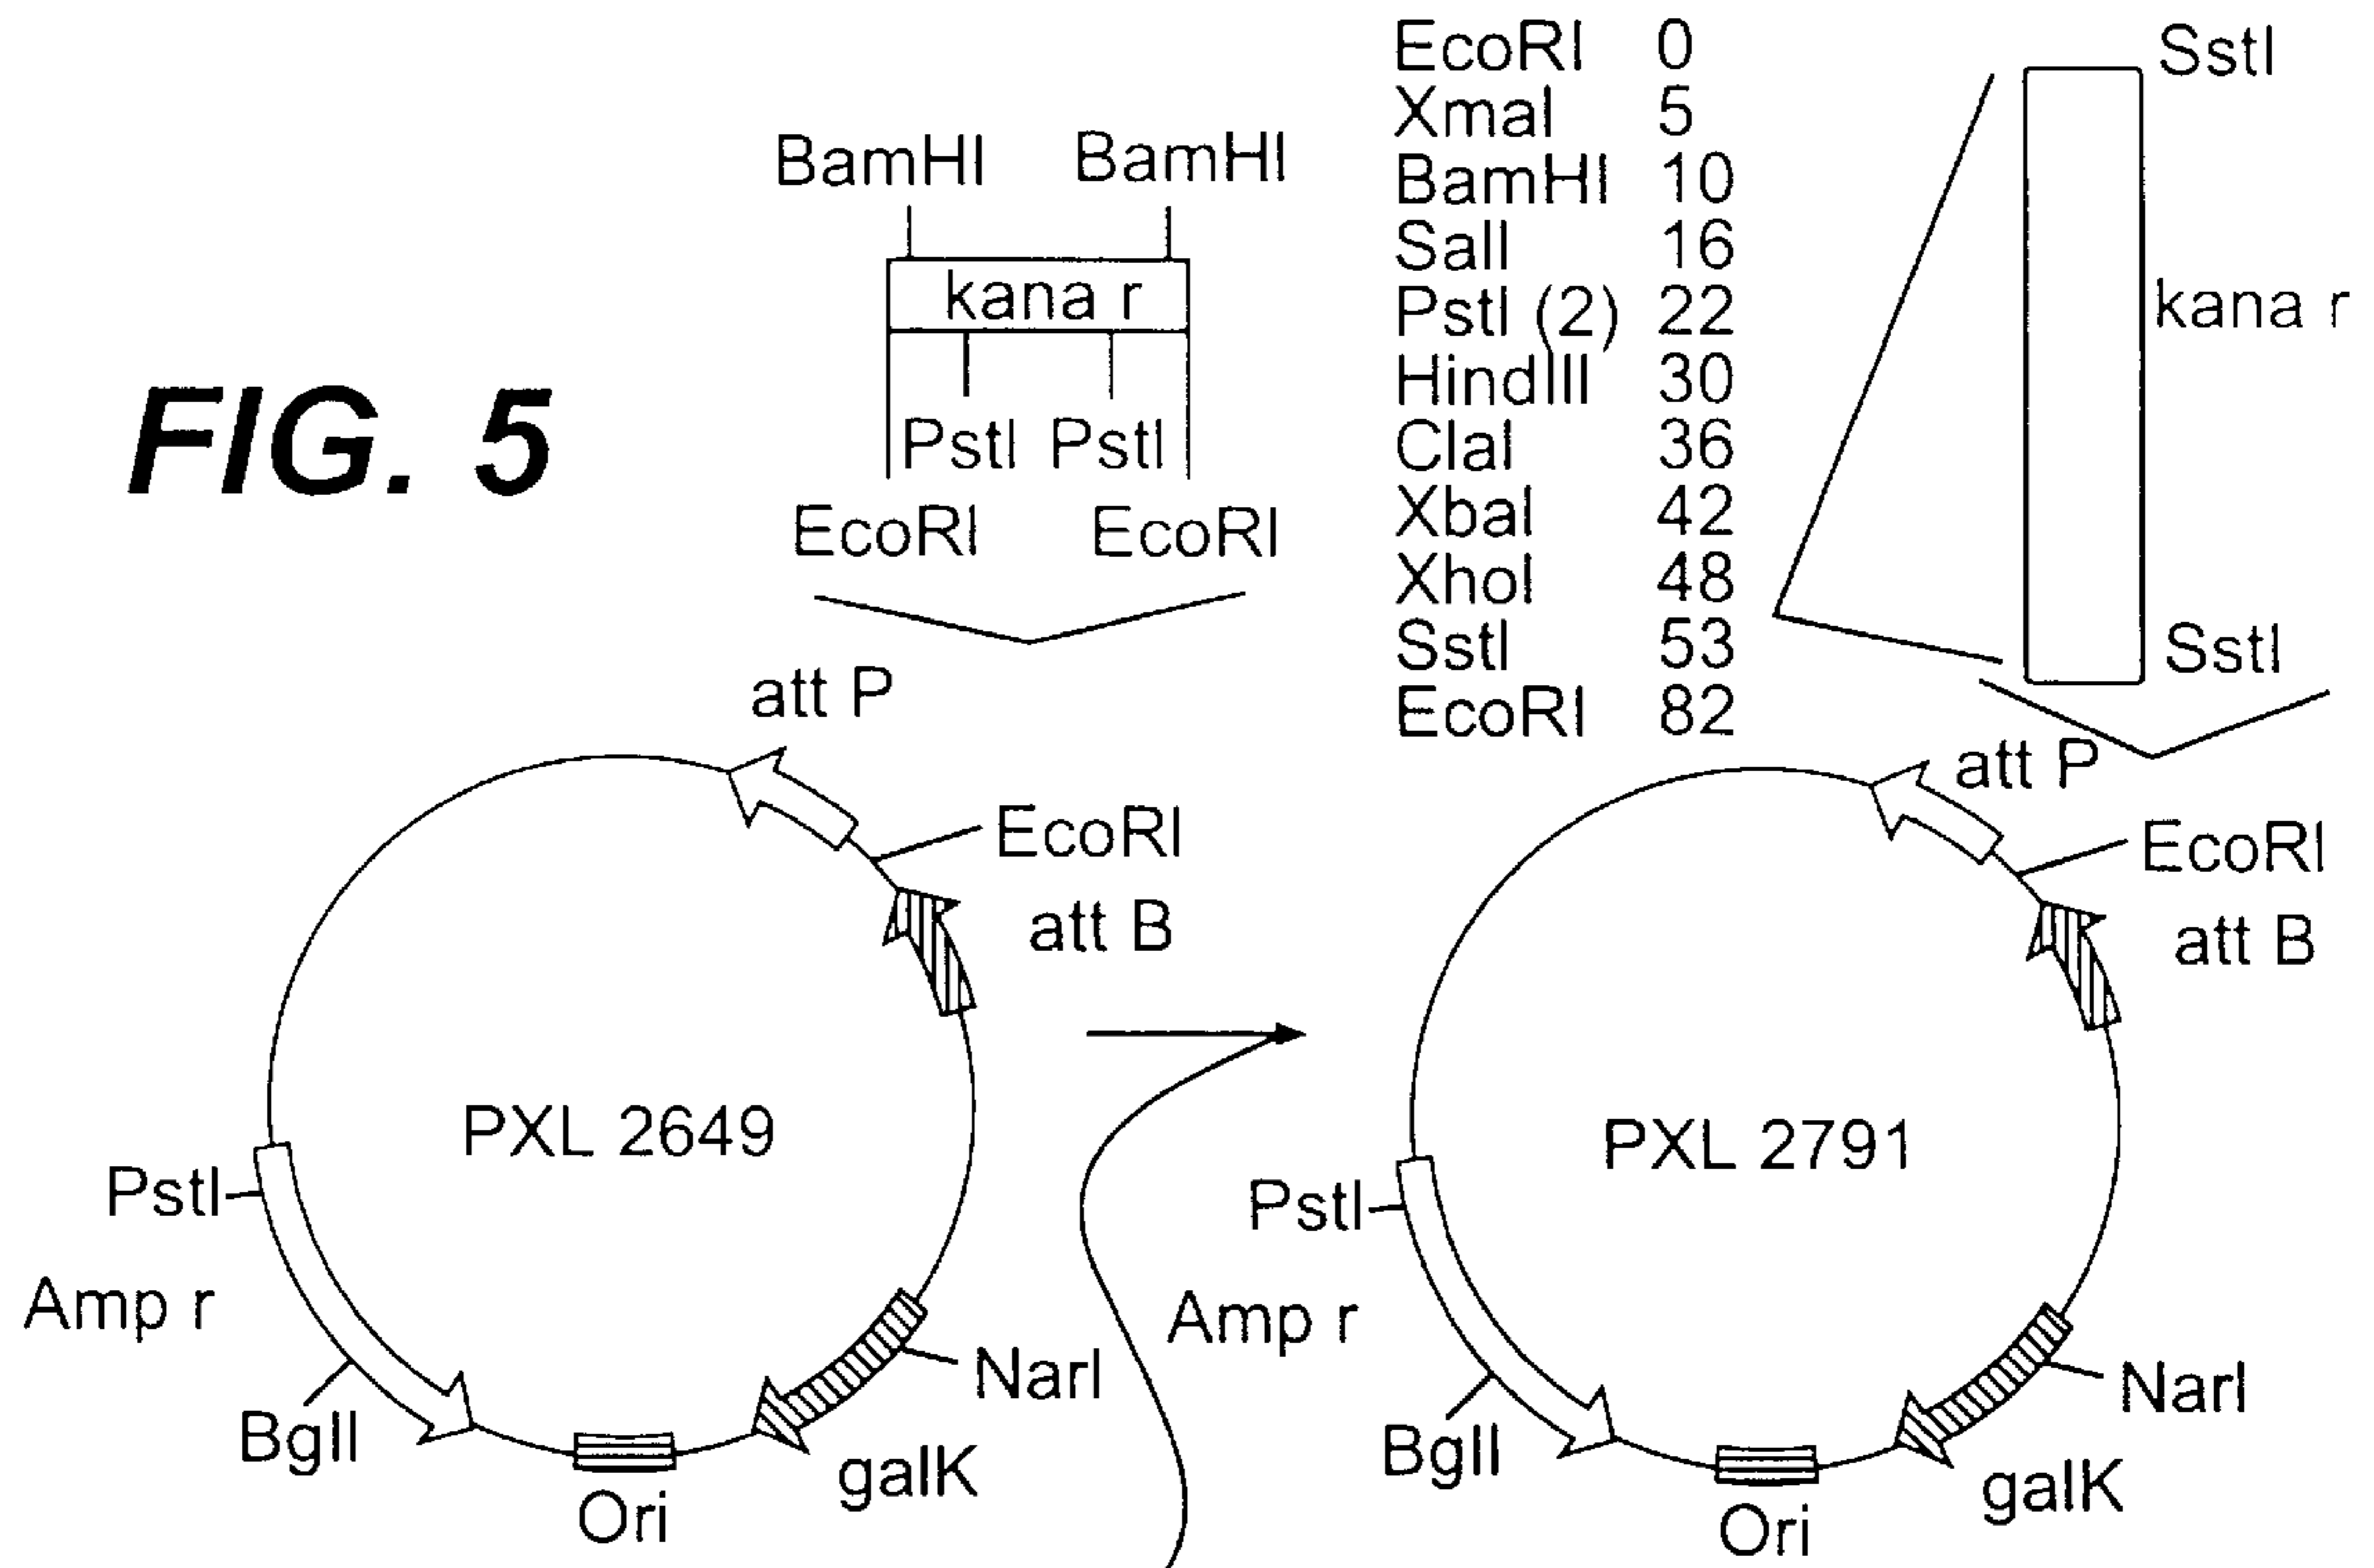 FIG. 5
BamHI BamHI
kana r
PstI PstI
EcoRI EcoRI
EcoRI 0
XmaI 5
BamHI 10
SalI 16
PstI (2) 22
HindIII 30
ClaI 36
XbaI 42
XhoI 48
SstI 53
EcoRI 82
SstI
kana r
SstI
att P
EcoRI
att B
PXL 2649
PstI
Amp r
BglI
Ori
galK
NarI
att P
EcoRI
att B
PXL 2791
PstI
Amp r
BglI
Ori
galK
NarI